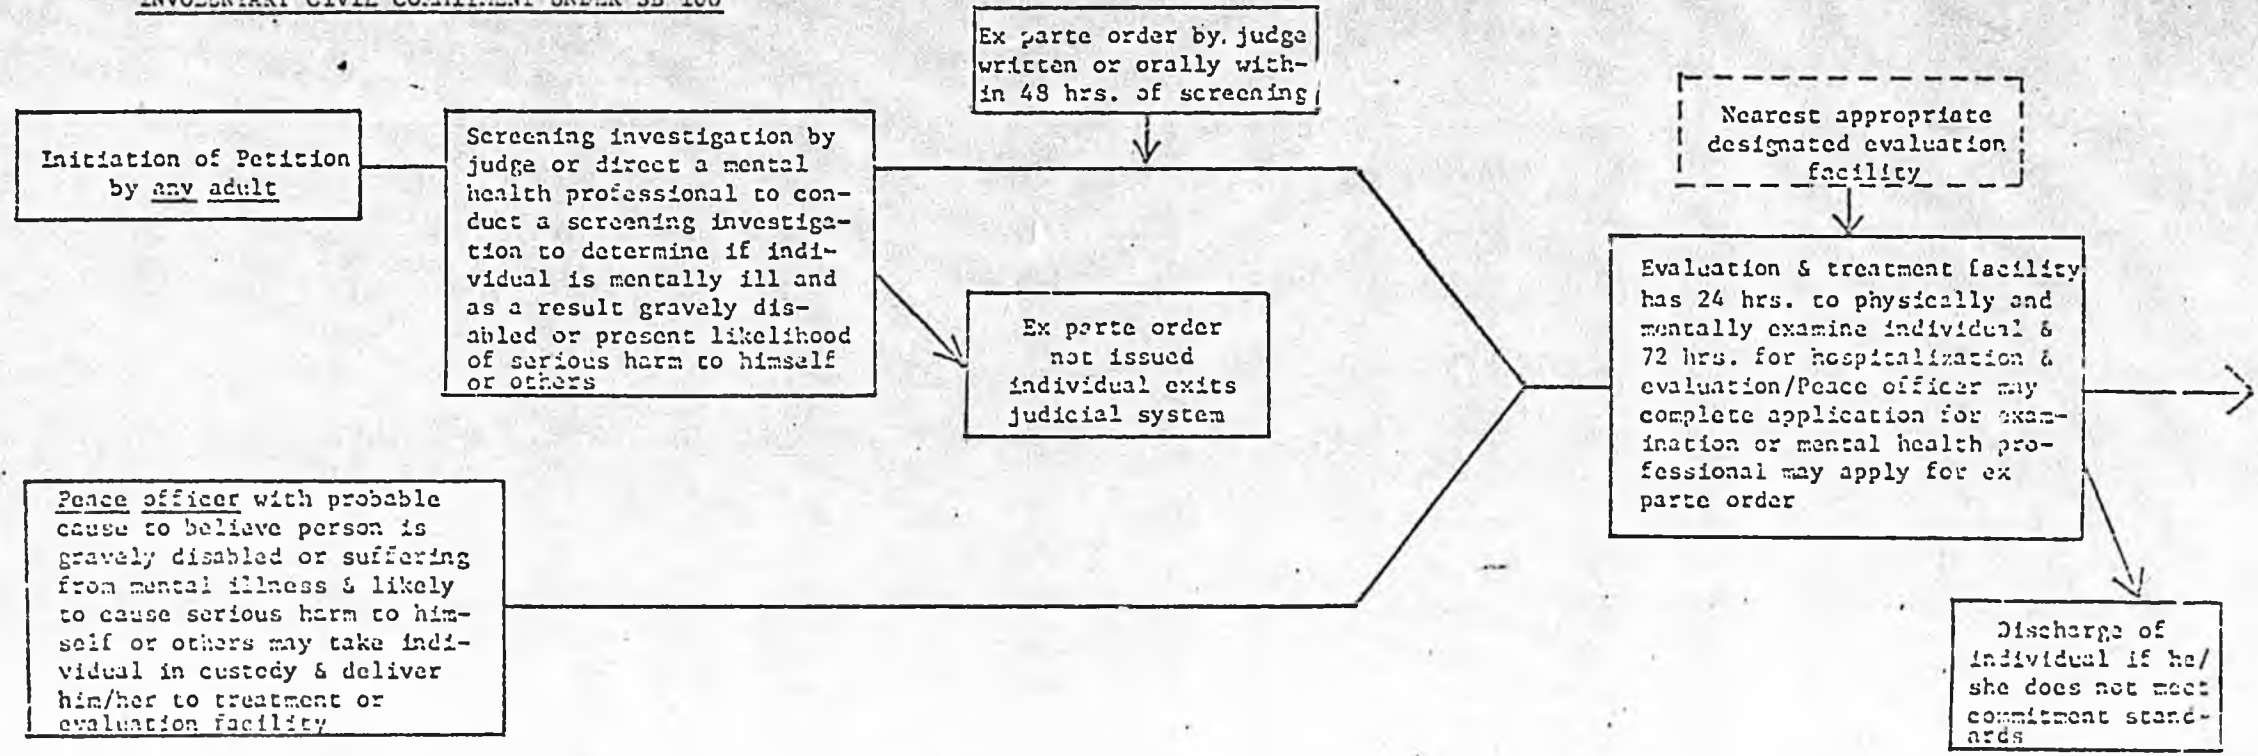 INVOLUNTARY CIVIL COMMITMENT UNDER SB
Initiation of Petition
by any adult
Screening investigation by
judge or direct a mental
health professional to con-
duct a screening investiga-
tion to determine if indi-
vidual is mentally ill and
as a result gravely dis-
abled or present likelihood
of serious harm to himself
or others
Ex parte order by judge
written or orally with-
in 48 hrs. of screening
Ex parte order
not issued
individual exits
judicial system
Peace officer with probable
cause to believe person is
gravely disabled or suffering
from mental illness & likely
to cause serious harm to him-
self or others may take indi-
vidual in custody & deliver
him/her to treatment or
evaluation facility
Nearest appropriate
designated evaluation
facility
Evaluation & treatment facility
has 24 hrs. to physically and
mentally examine individual &
72 hrs. for hospitalization &
evaluation/Peace officer may
complete application for exam-
ination or mental health pro-
fessional may apply for ex
parte order
Discharge of
individual if he/
she does not meet
commitment stand-
ards